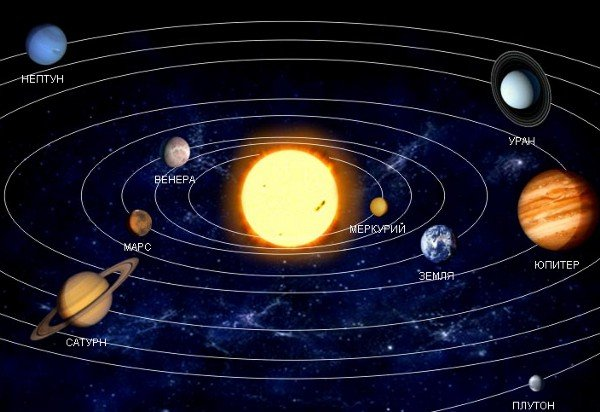 НЕПТУН
УРАН
ВЕНЕРА
МЕРКУРИЙ
МАРС
ЗЕМЛЯ
ЮПИТЕР
САТУРН
ПЛУТОН